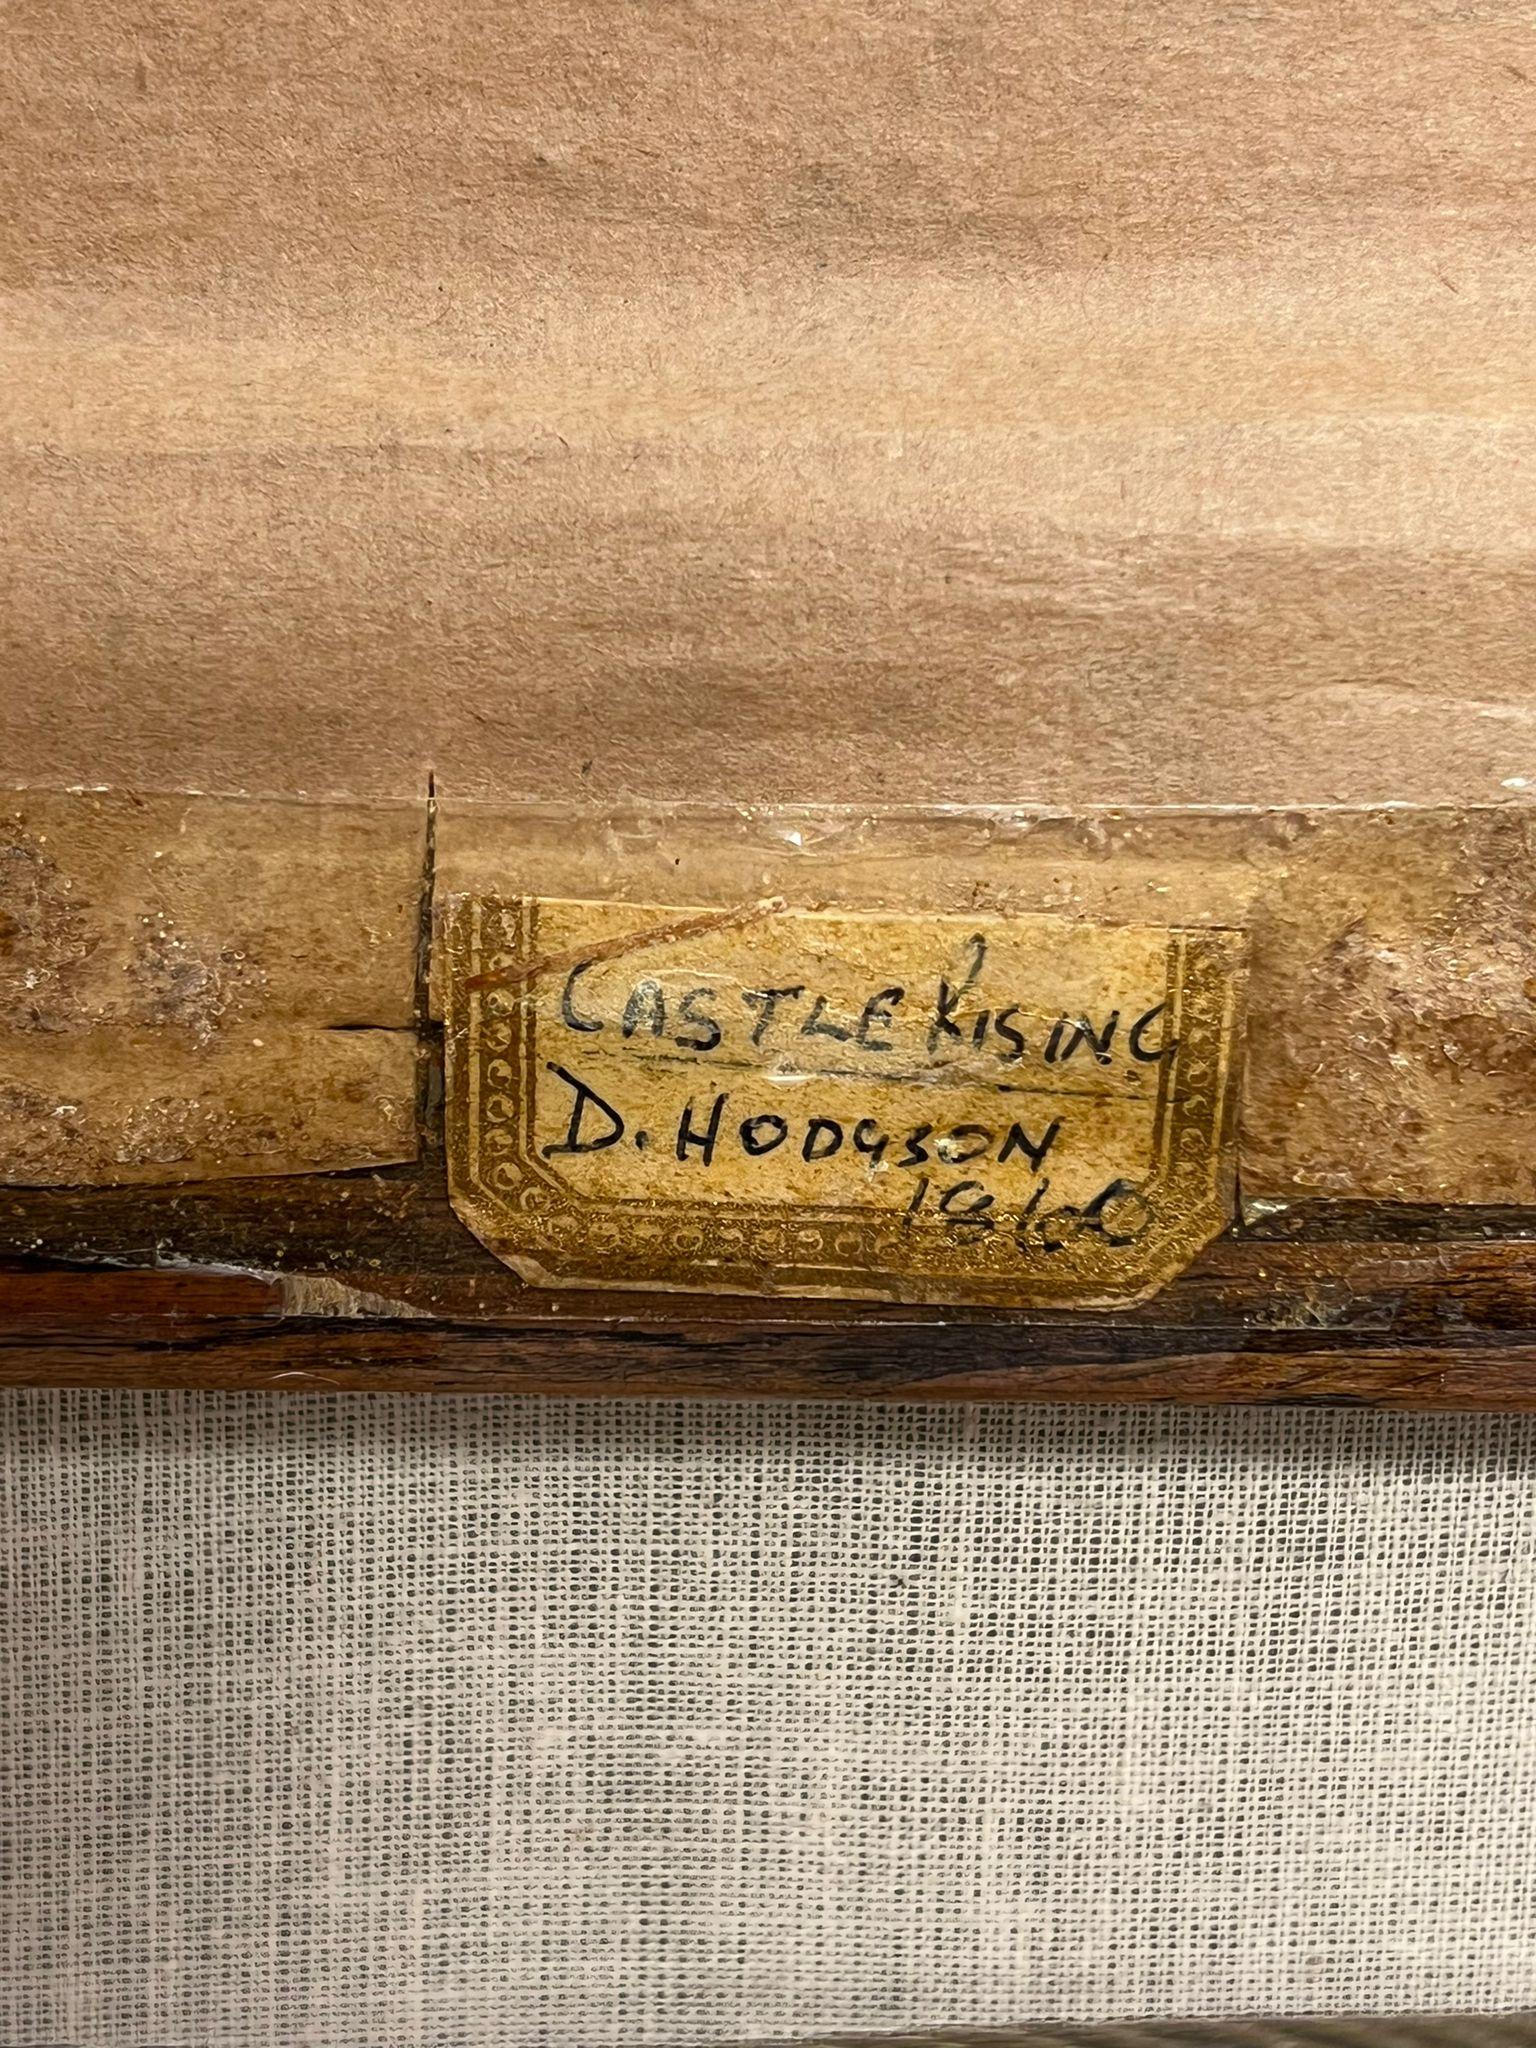 CASTLE RISING
D. HODGSON
1860